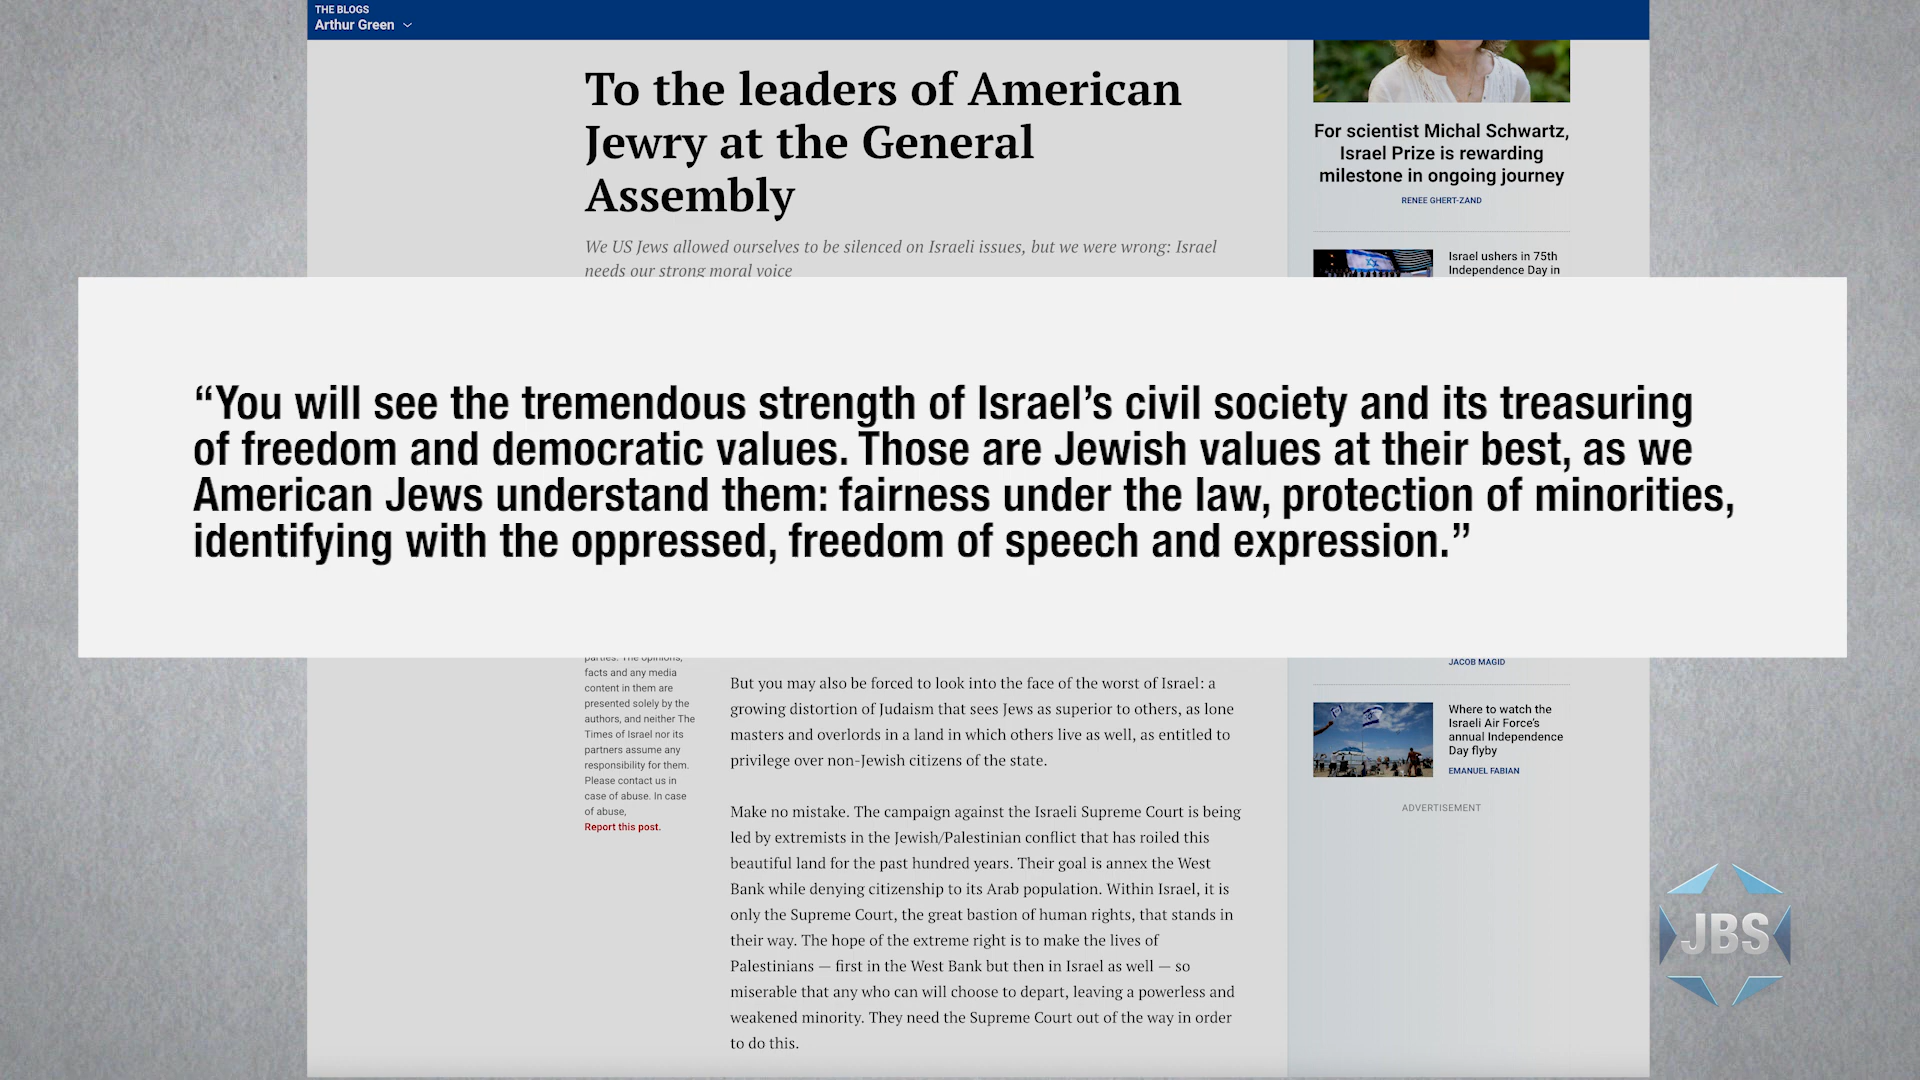 THE BLOGS
Arthur Green
To the leaders of American
Jewry at the General
Assembly
We US Jews allowed ourselves to be silenced on Israeli issues, but we were wrong: Israel
needs our strong moral voice
“You will see the tremendous strength of Israel’s civil society and its treasuring
of freedom and democratic values. Those are Jewish values at their best, as we
American Jews understand them: fairness under the law, protection of minorities,
identifying with the oppressed, freedom of speech and expression.”
parties. The opinions,
facts and any media
content in them are
presented solely by the
authors, and neither The
Times of Israel nor its
partners assume any
responsibility for them.
Please contact us in
case of abuse. In case
of abuse,
Report this post.
But you may also be forced to look into the face of the worst of Israel: a
growing distortion of Judaism that sees Jews as superior to others, as lone
masters and overlords in a land in which others live as well, as entitled to
privilege over non-Jewish citizens of the state.
Make no mistake. The campaign against the Israeli Supreme Court is being
led by extremists in the Jewish/Palestinian conflict that has roiled this
beautiful land for the past hundred years. Their goal is annex the West
Bank while denying citizenship to its Arab population. Within Israel, it is
only the Supreme Court, the great bastion of human rights, that stands in
their way. The hope of the extreme right is to make the lives of
Palestinians — first in the West Bank but then in Israel as well — so
miserable that any who can will choose to depart, leaving a powerless and
weakened minority. They need the Supreme Court out of the way in order
to do this.
For scientist Michal Schwartz,
Israel Prize is rewarding
milestone in ongoing journey
RENEE GHERT-ZAND
Israel ushers in 75th
Independence Day in
JACOB MAGID
Where to watch the
Israeli Air Force’s
annual Independence
Day flyby
EMANUEL FABIAN
ADVERTISEMENT
JBS